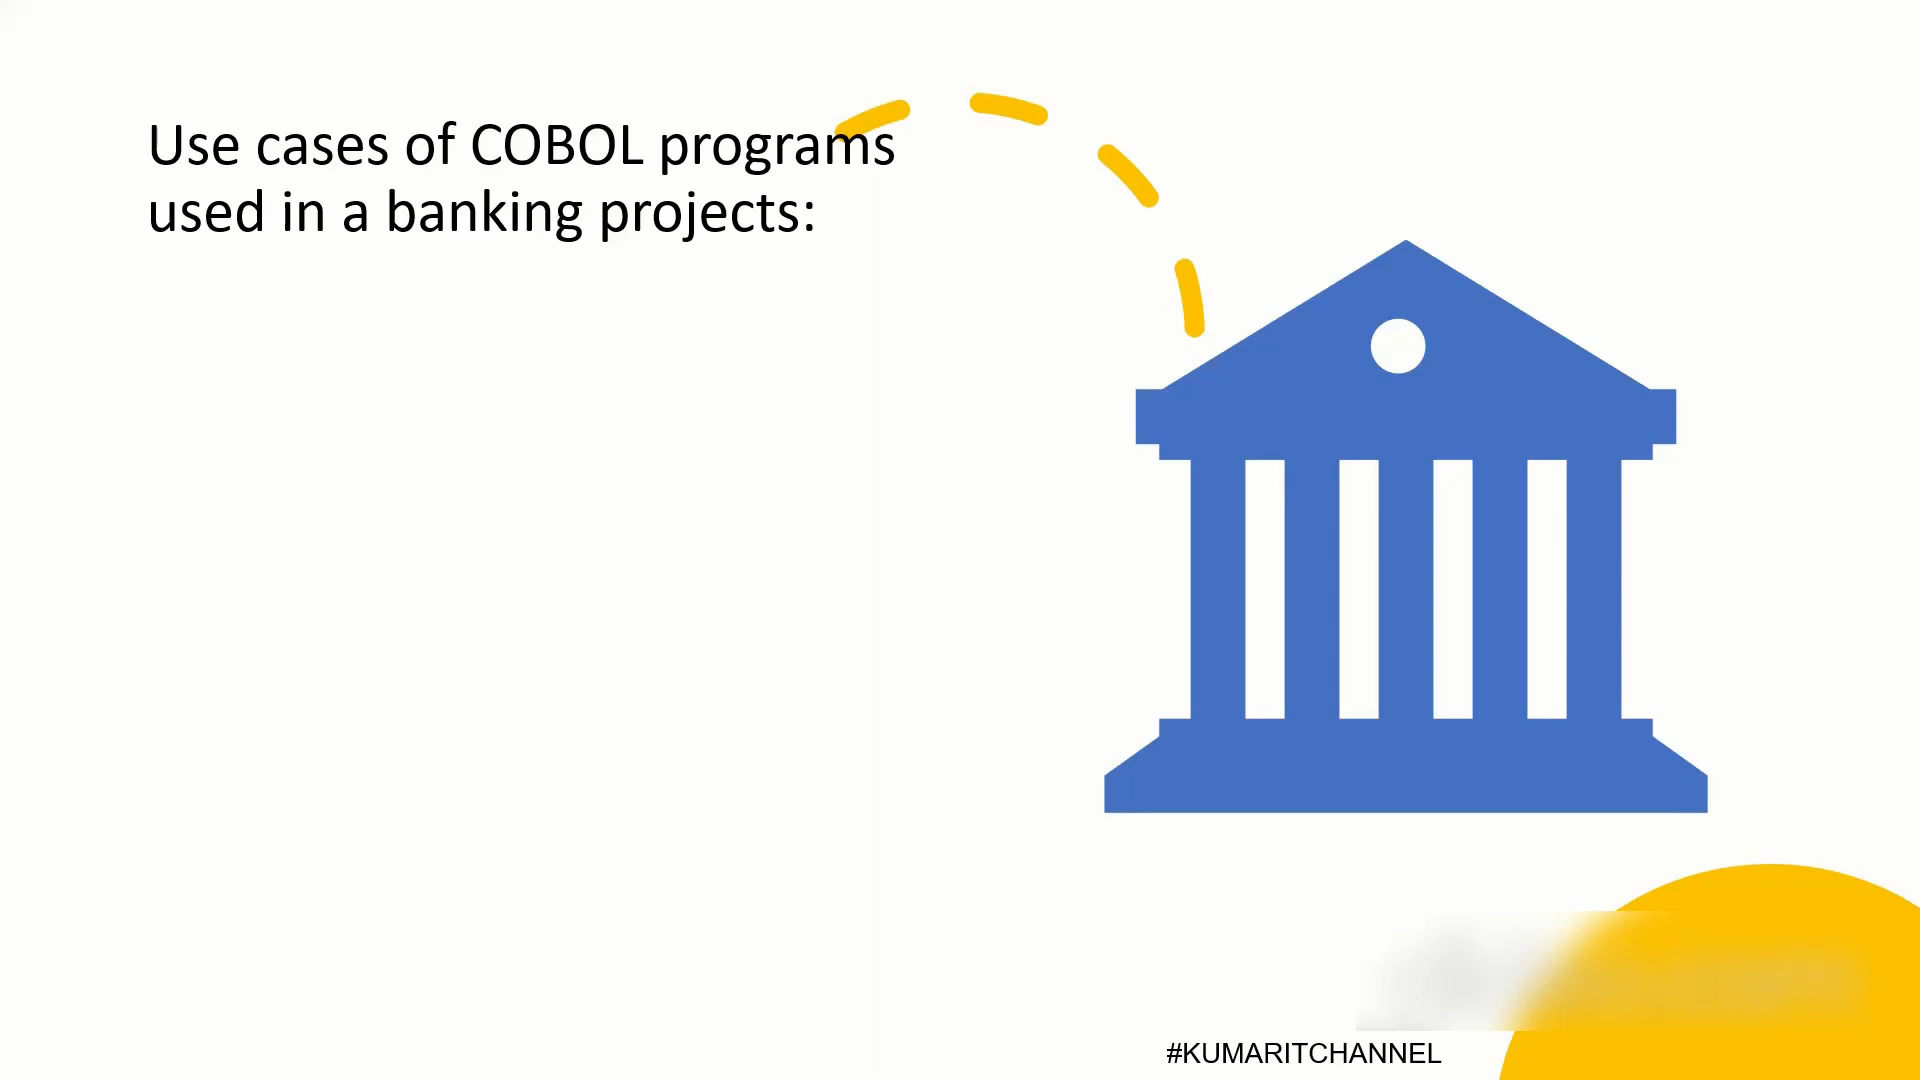 Use cases of COBOL programs
used in a banking projects:
#KUMARITCHANNEL